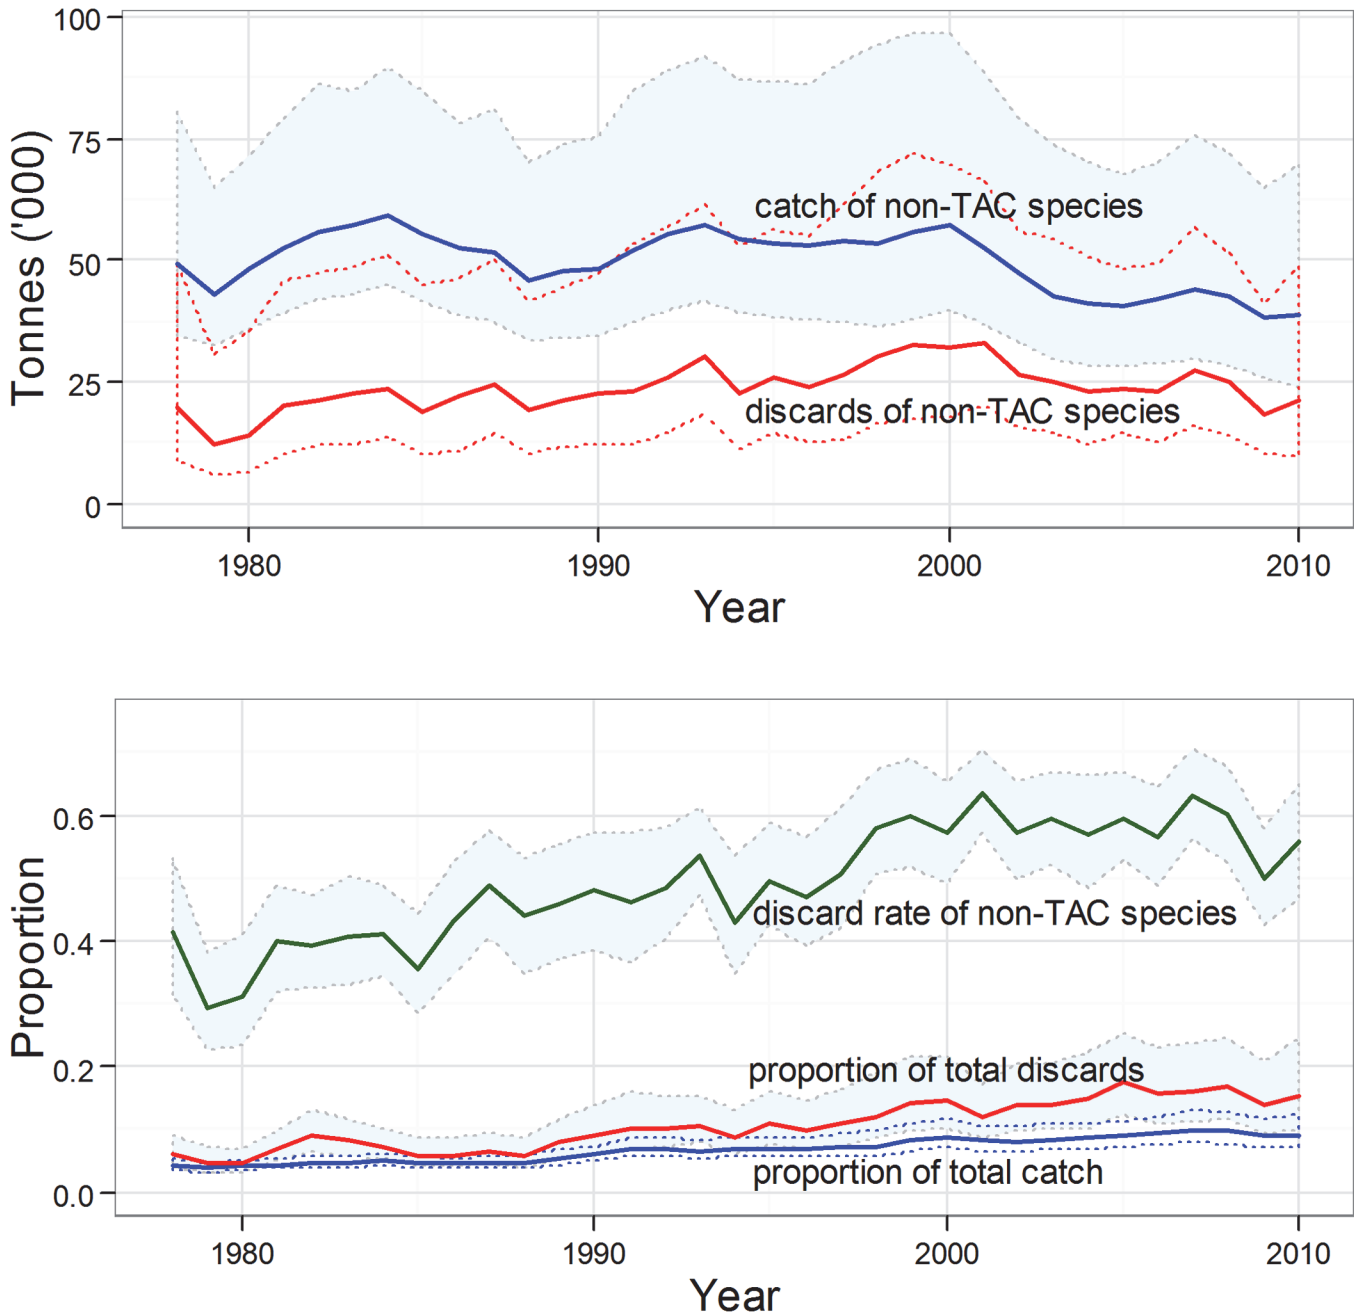 100
75
50
25
0
Tonnes ('000)
catch of non-TAC species
discards of non-TAC species
1980
1990
2000
2010
Year
0.6
0.4
0.2
0.0
Proportion
discard rate of non-TAC species
proportion of total discards
proportion of total catch
1980
1990
2000
2010
Year